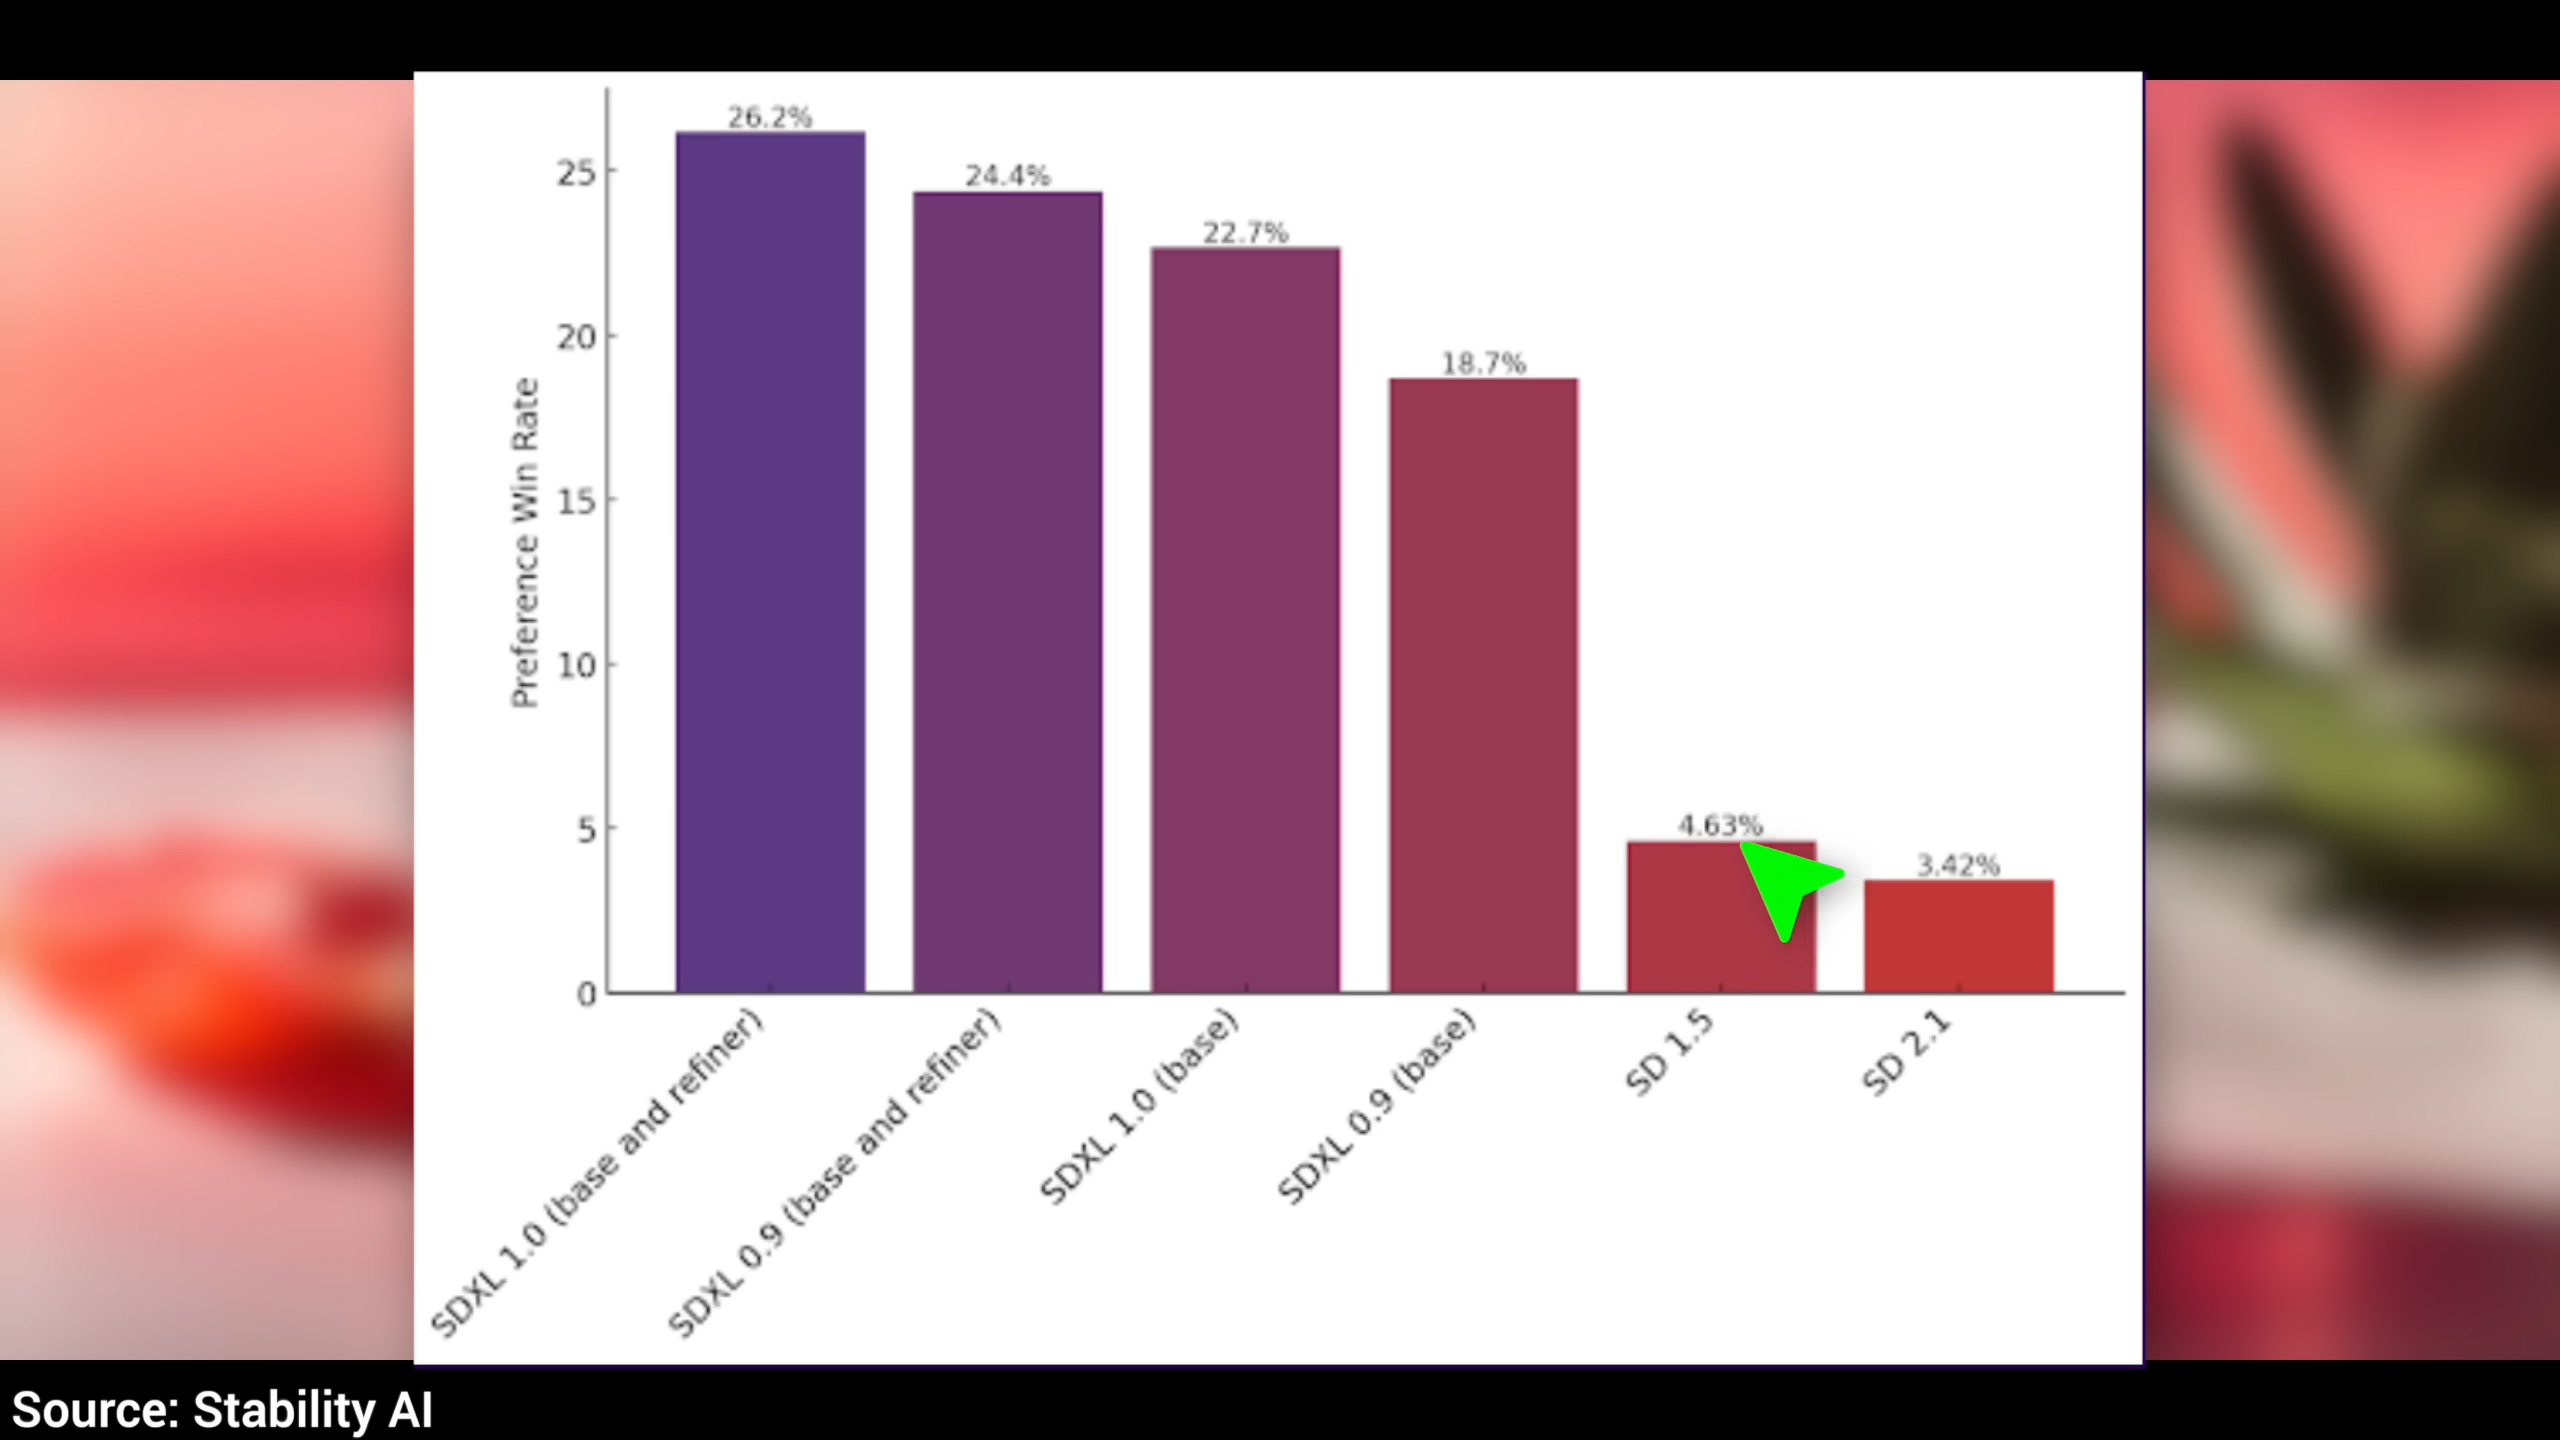 26.2%
24.4%
22.7%
18.7%
4.63%
3.42%
25
20
15
10
5
0
Preference Win Rate
SDXL 1.0 (base and refiner)
SDXL 0.9 (base and refiner)
SDXL 1.0 (base)
SDXL 0.9 (base)
SD 1.5
SD 2.1
Source: Stability AI